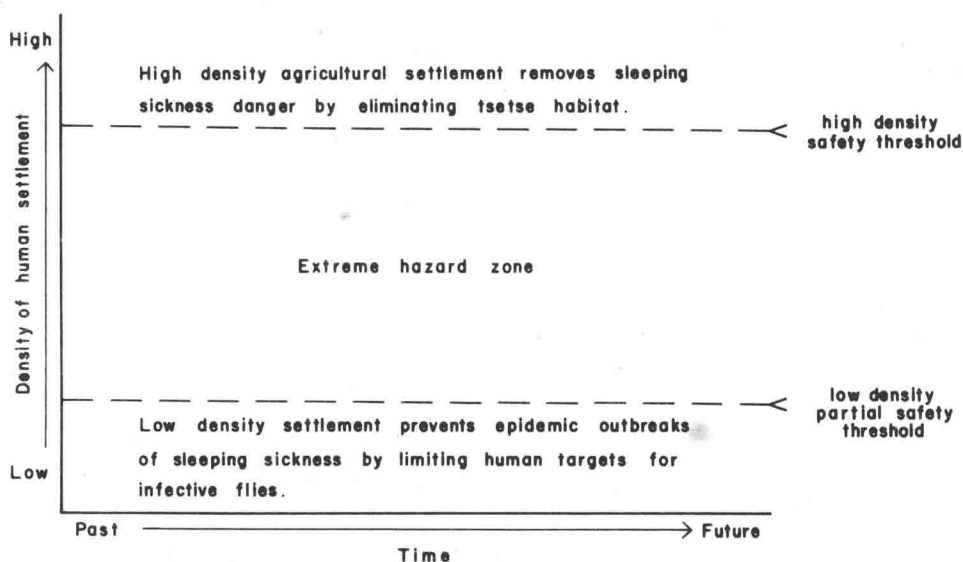 High
High density agricultural settlement removes sleeping
sickness danger by eliminating tsetse habitat.
high density
safety threshold
Density of human settlement
Extreme hazard zone
low density
partial safety
threshold
Low density settlement prevents epidemic outbreaks
of sleeping sickness by limiting human targets for
infective flies.
Low
Past
Future
Time